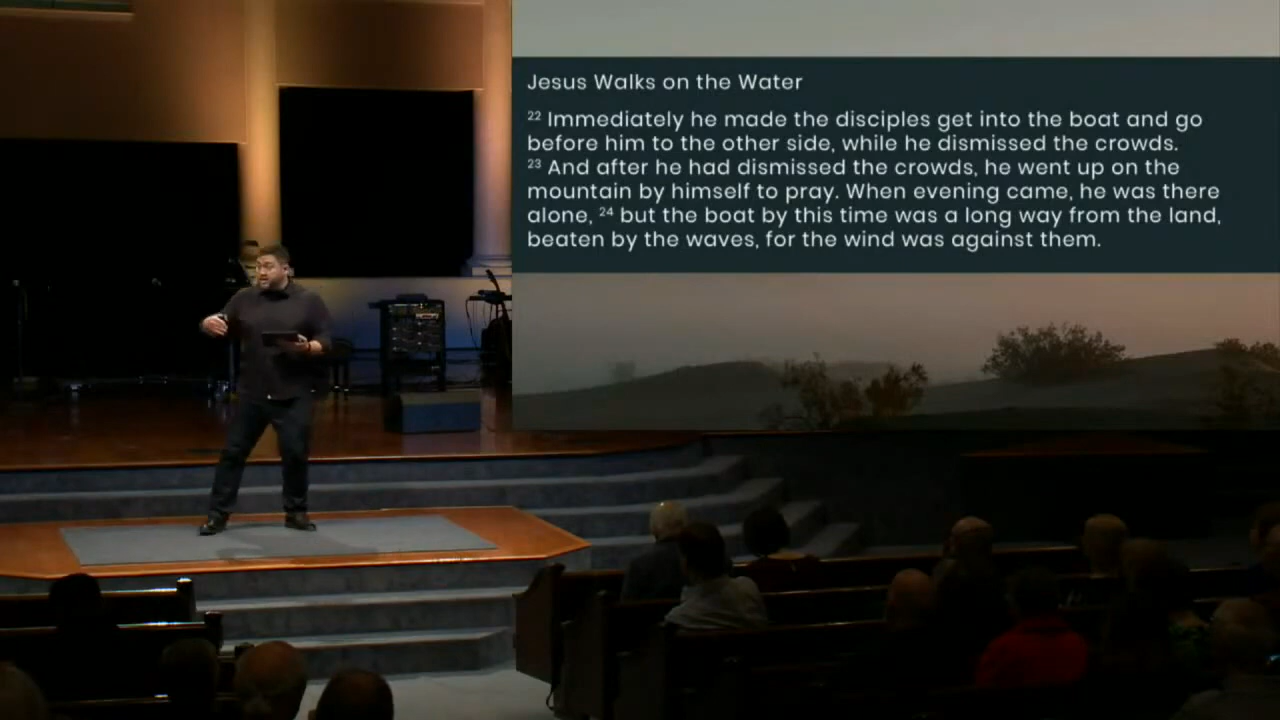 Jesus Walks on the Water
²² Immediately he made the disciples get into the boat and go
before him to the other side, while he dismissed the crowds.
²³ And after he had dismissed the crowds, he went up on the
mountain by himself to pray. When evening came, he was there
alone, ²⁴ but the boat by this time was a long way from the land,
beaten by the waves, for the wind was against them.